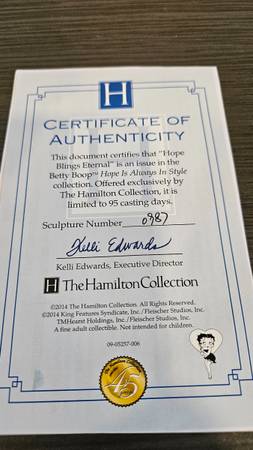 H
CERTIFICATE OF
AUTHENTICITY
This document certifies that "Hope
Blings Eternal" is an issue in the
Betty Boop™ Hope Is Always In Style
collection. Offered exclusively by
The Hamilton Collection, it is
limited to 95 casting days.
Sculpture Number 0987
Kelli Edwards
Kelli Edwards, Executive Director
H The Hamilton Collection
©2014 The Hamilton Collection. All Rights Reserved.
©2014 King Features Syndicate, Inc./Fleischer Studios, Inc.
TMHearst Holdings, Inc./Fleischer Studios, Inc.
A fine adult collectible. Not intended for children.
09-05257-006
45